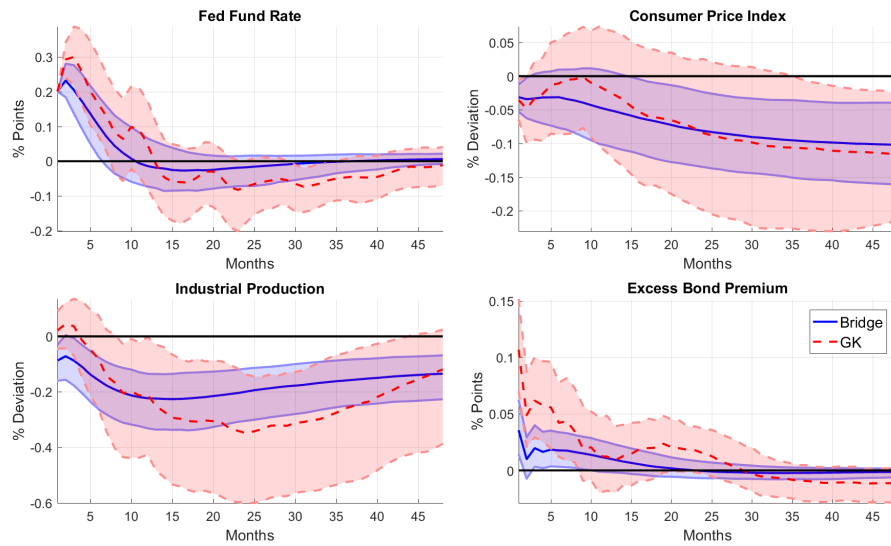 Fed Fund Rate
% Points
0.3
0.2
0.1
0
-0.1
-0.2
5 10 15 20 25 30 35 40 45
Months
Consumer Price Index
% Deviation
0.05
0
-0.05
-0.1
-0.15
-0.2
5 10 15 20 25 30 35 40 45
Months
Industrial Production
% Deviation
0
-0.2
-0.4
-0.6
5 10 15 20 25 30 35 40 45
Months
Excess Bond Premium
% Points
0.15
0.1
0.05
0
Bridge
GK
5 10 15 20 25 30 35 40 45
Months